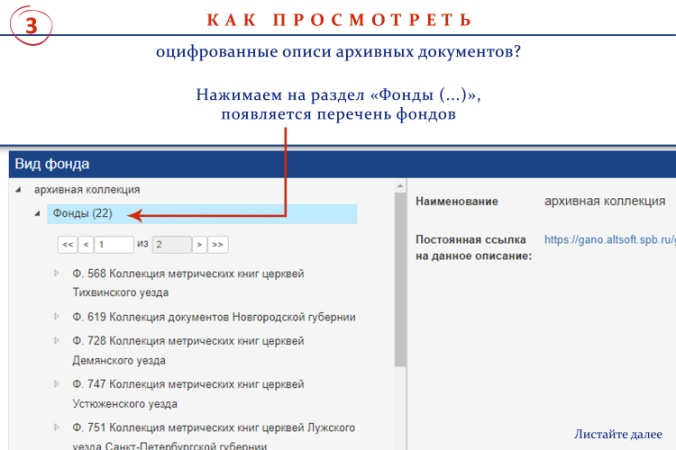 3
КАК ПРОСМОТРЕТЬ
оцифрованные описи архивных документов?
Нажимаем на раздел «Фонды (...)»,
появляется перечень фондов
Вид фонда
архивная коллекция
Фонды (22)
<< < 1 из 2 > >>
Ф. 568 Коллекция метрических книг церквей
Тихвинского уезда
Ф. 619 Коллекция документов Новгородской губернии
Ф. 728 Коллекция метрических книг церквей
Демянского уезда
Ф. 747 Коллекция метрических книг церквей
Устюженского уезда
Ф. 751 Коллекция метрических книг церквей Лужского
уезда Санкт-Петербургской губернии
Наименование архивная коллекция
Постоянная ссылка https://gano.altsoft.spb.ru/g
на данное описание:
Листайте далее